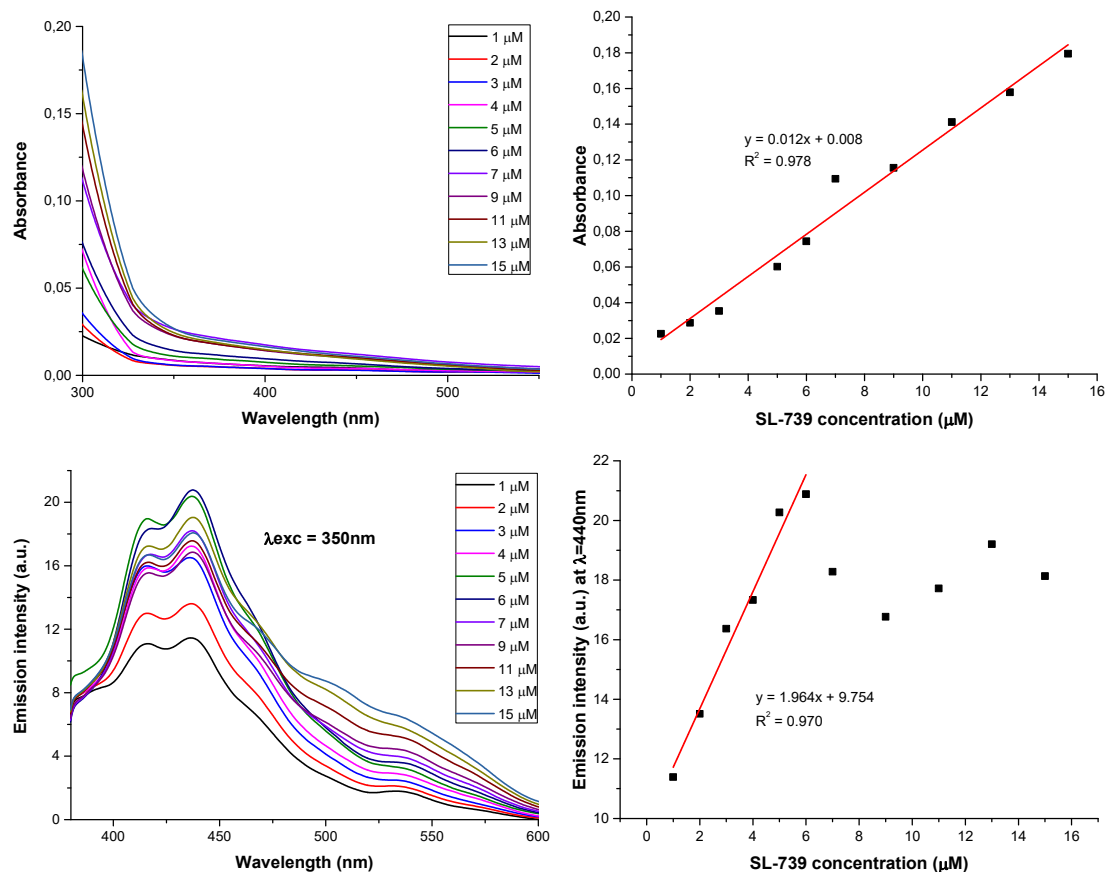 0,20
0,15
0,10
0,05
0,00
Absorbance
300
400
500
Wavelength (nm)
1 μM
2 μM
3 μM
4 μM
5 μM
6 μM
7 μM
9 μM
11 μM
13 μM
15 μM
0,20
0,18
0,16
0,14
0,12
0,10
0,08
0,06
0,04
0,02
0,00
Absorbance
y = 0.012x + 0.008
R² = 0.978
0 2 4 6 8 10 12 14 16
SL-739 concentration (μM)
20
16
12
8
4
0
Emission intensity (a.u.)
λexc = 350nm
400 450 500 550 600
Wavelength (nm)
1 μM
2 μM
3 μM
4 μM
5 μM
6 μM
7 μM
9 μM
11 μM
13 μM
15 μM
22
20
18
16
14
12
10
Emission intensity (a.u.) at λ=440nm
y = 1.964x + 9.754
R² = 0.970
0 2 4 6 8 10 12 14 16
SL-739 concentration (μM)